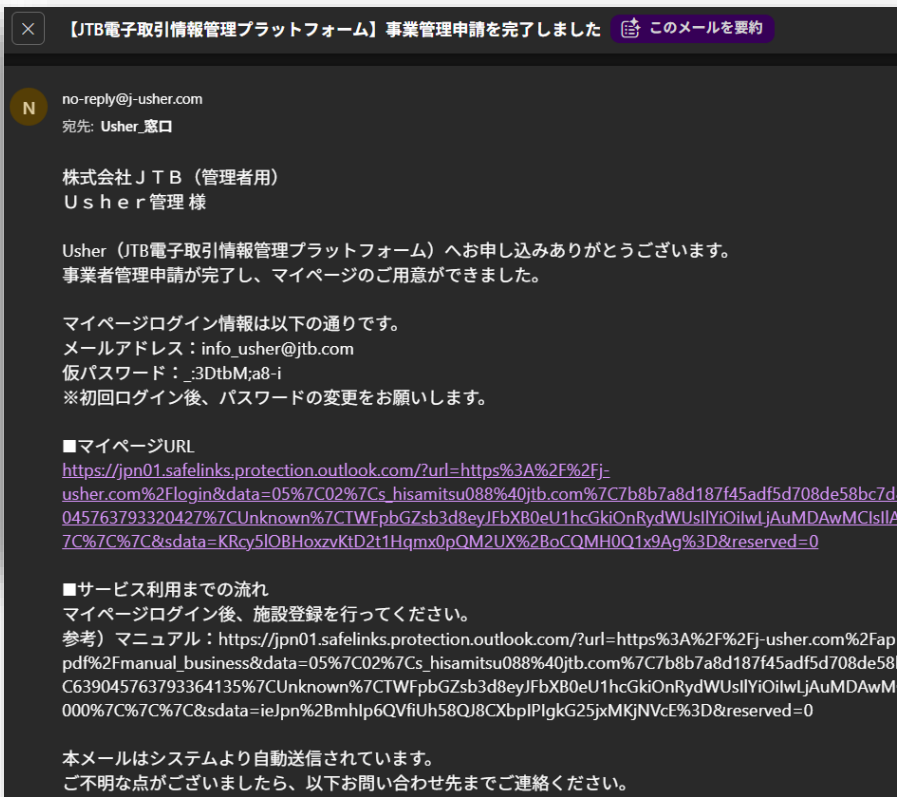 【JTB電子取引情報管理プラットフォーム】事業管理申請を完了しました このメールを要約
N
no-reply@j-usher.com
宛先: Usher_窓口
株式会社ＪＴＢ（管理者用）
Ｕｓｈｅｒ管理 様
Usher（JTB電子取引情報管理プラットフォーム）へお申し込みありがとうございます。
事業者管理申請が完了し、マイページのご用意ができました。
マイページログイン情報は以下の通りです。
メールアドレス：info_usher@jtb.com
仮パスワード：_:3DtbM;a8-i
※初回ログイン後、パスワードの変更をお願いします。
■マイページURL
https://jpn01.safelinks.protection.outlook.com/?url=https%3A%2F%2Fj-
usher.com%2Flogin&data=05%7C02%7Cs_hisamitsu088%40jtb.com%7C7b8b7a8d187f45adf5d708de58bc7d
045763793320427%7CUnknown%7CTWFpbGZsb3d8eyJFbXB0eU1hcGkiOnRydWUsIlYiOiIwLjAuMDAwMCIsIlA
7C%7C%7C&sdata=KRcy5lOBHoxzvKtD2t1Hqmx0pQM2UX%2BoCQMH0Q1x9Ag%3D&reserved=0
■サービス利用までの流れ
マイページログイン後、施設登録を行ってください。
参考）マニュアル：https://jpn01.safelinks.protection.outlook.com/?url=https%3A%2F%2Fj-usher.com%2Fap
pdf%2Fmanual_business&data=05%7C02%7Cs_hisamitsu088%40jtb.com%7C7b8b7a8d187f45adf5d708de58
C639045763793364135%7CUnknown%7CTWFpbGZsb3d8eyJFbXB0eU1hcGkiOnRydWUsIlYiOiIwLjAuMDAwM
000%7C%7C%7C&sdata=ieJpn%2BmhIp6QVfiUh58QJ8CXbpIPIgkG25jxMKjNVcE%3D&reserved=0
本メールはシステムより自動送信されています。
ご不明な点がございましたら、以下お問い合わせ先までご連絡ください。